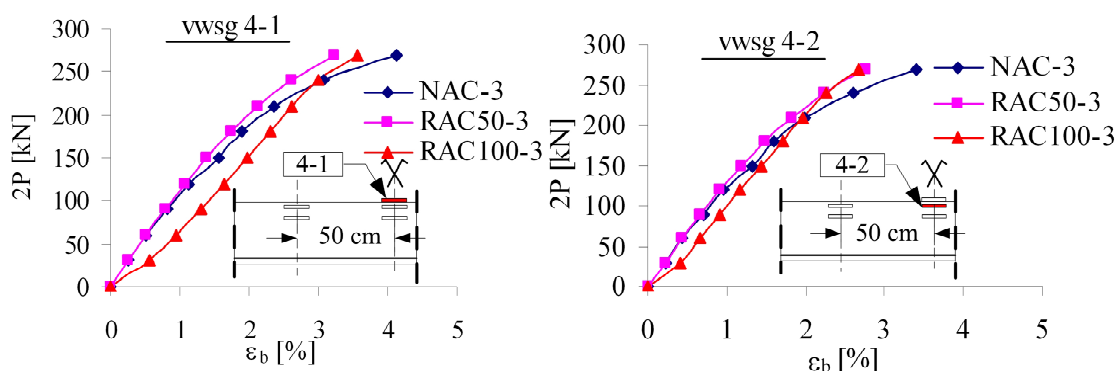 vwsg 4-1
2P [kN]
300
250
200
150
100
50
0
0 1 2 3 4 5
εb [%]
NAC-3
RAC50-3
RAC100-3
4-1
50 cm
vwsg 4-2
2P [kN]
300
250
200
150
100
50
0
0 1 2 3 4 5
εb [%]
NAC-3
RAC50-3
RAC100-3
4-2
50 cm